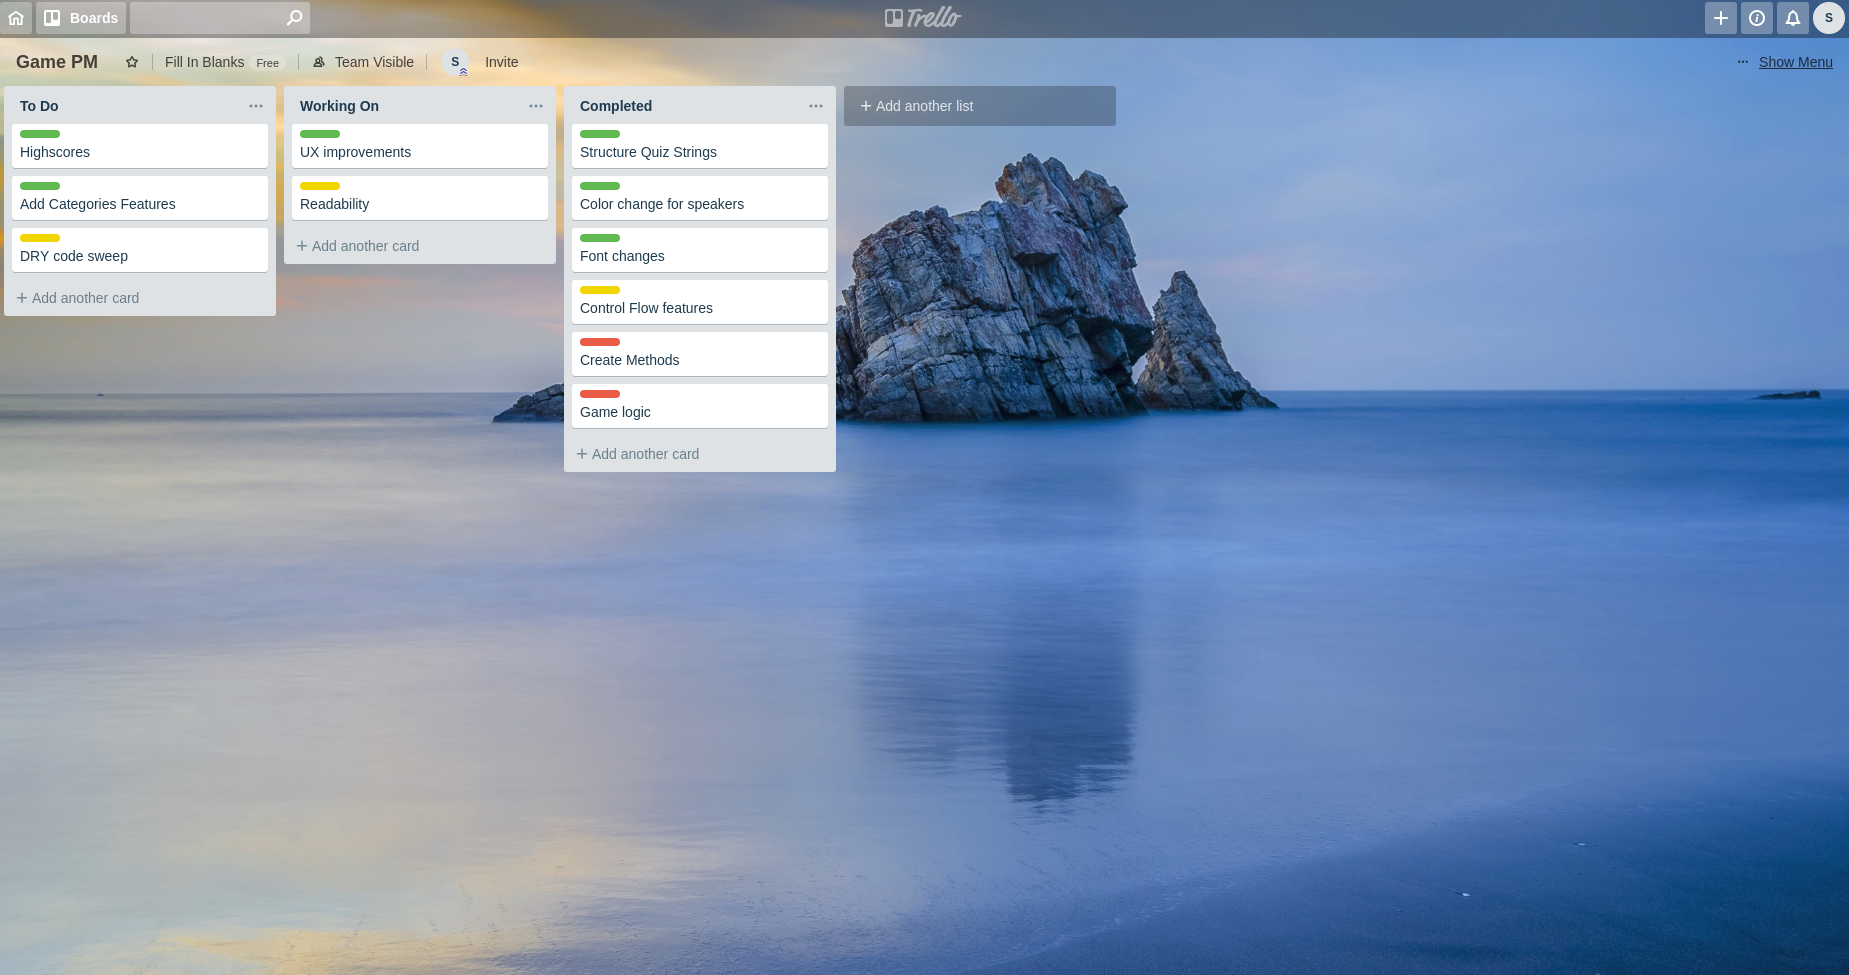 Boards
Trello
S
Game PM
Fill In Blanks Free
Team Visible
S
Invite
Show Menu
To Do
Highscores
Add Categories Features
DRY code sweep
Add another card
Working On
UX improvements
Readability
Add another card
Completed
Structure Quiz Strings
Color change for speakers
Font changes
Control Flow features
Create Methods
Game logic
Add another card
Add another list